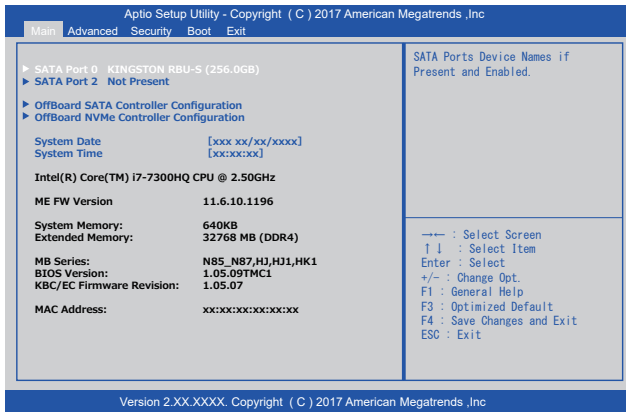 Aptio Setup Utility - Copyright ( C ) 2017 American Megatrends ,Inc
Main Advanced Security Boot Exit
SATA Port 0 KINGSTON RBU-S (256.0GB)
SATA Port 2 Not Present
OffBoard SATA Controller Configuration
OffBoard NVMe Controller Configuration
System Date [xxx xx/xx/xxxx]
System Time [xx:xx:xx]
Intel(R) Core(TM) i7-7300HQ CPU @ 2.50GHz
ME FW Version 11.6.10.1196
System Memory: 640KB
Extended Memory: 32768 MB (DDR4)
MB Series: N85_N87,HJ,HJ1,HK1
BIOS Version: 1.05.09TMC1
KBC/EC Firmware Revision: 1.05.07
MAC Address: xx:xx:xx:xx:xx:xx
SATA Ports Device Names if
Present and Enabled.
→← : Select Screen
↑↓ : Select Item
Enter : Select
+/- : Change Opt.
F1 : General Help
F3 : Optimized Default
F4 : Save Changes and Exit
ESC : Exit
Version 2.XX.XXXX. Copyright ( C ) 2017 American Megatrends ,Inc